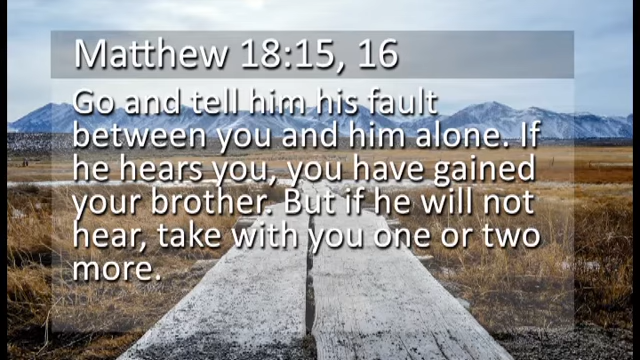 Matthew 18:15, 16
Go and tell him his fault
between you and him alone. If
he hears you, you have gained
your brother. But if he will not
hear, take with you one or two
more.